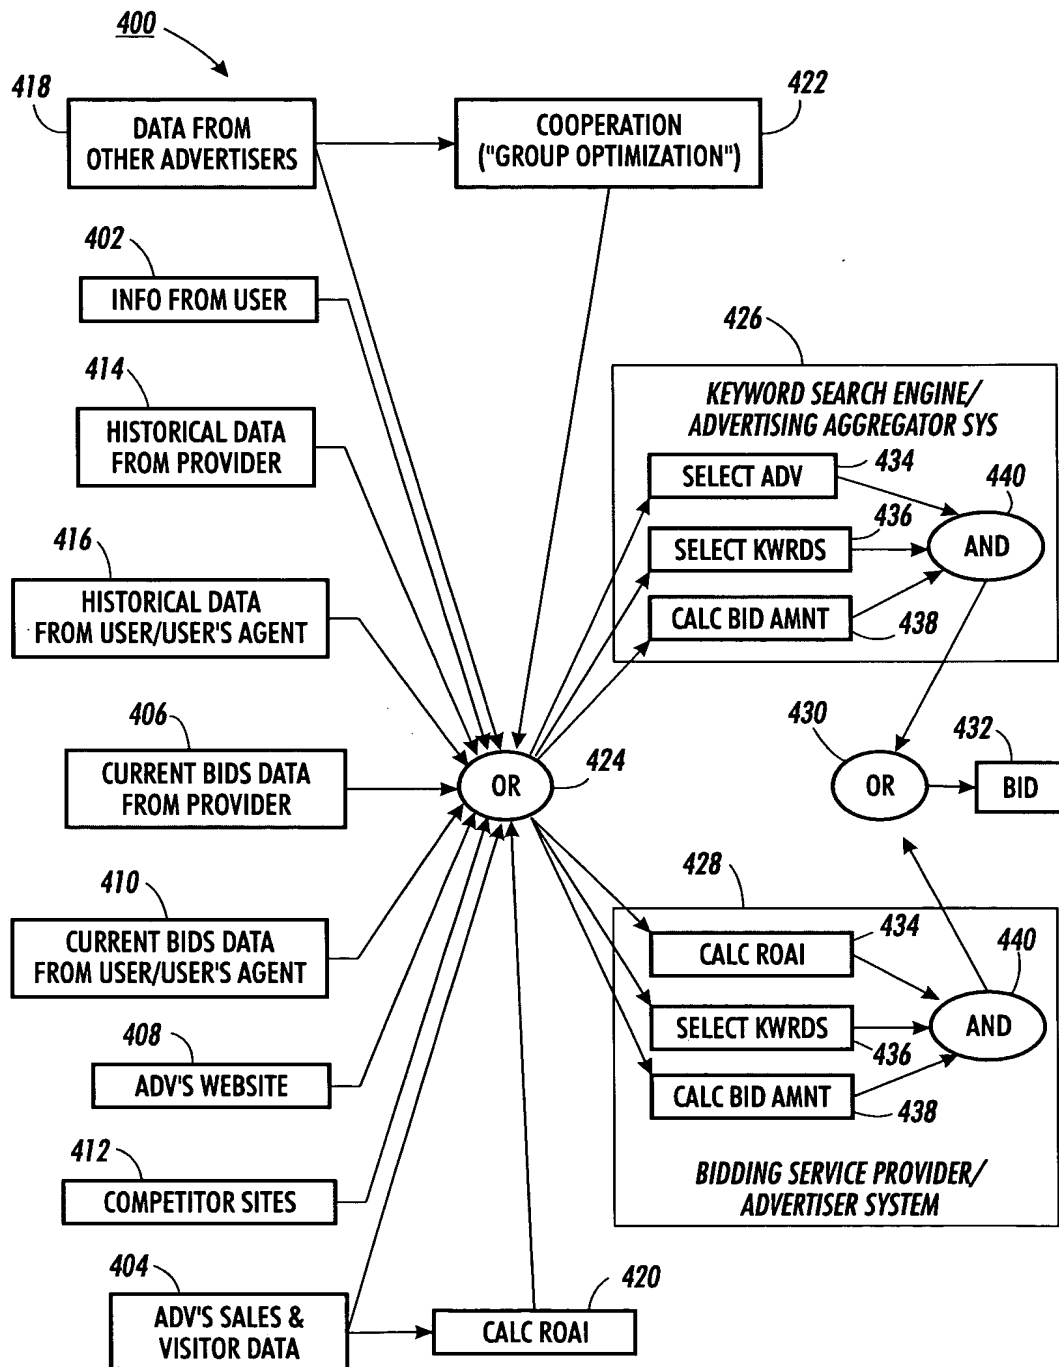 400
418
422
DATA FROM
OTHER ADVERTISERS
COOPERATION
("GROUP OPTIMIZATION")
402
INFO FROM USER
426
414
KEYWORD SEARCH ENGINE/
ADVERTISING AGGREGATOR SYS
HISTORICAL DATA
FROM PROVIDER
SELECT ADV
434
440
436
SELECT KWRDS
AND
416
HISTORICAL DATA
FROM USER/USER'S AGENT
CALC BID AMNT
438
406
430
432
CURRENT BIDS DATA
FROM PROVIDER
OR
424
OR
BID
410
428
CURRENT BIDS DATA
FROM USER/USER'S AGENT
434
CALC ROAI
440
SELECT KWRDS
AND
436
408
ADV'S WEBSITE
CALC BID AMNT
438
412
COMPETITOR SITES
BIDDING SERVICE PROVIDER/
ADVERTISER SYSTEM
404
420
ADV'S SALES &
VISITOR DATA
CALC ROAI